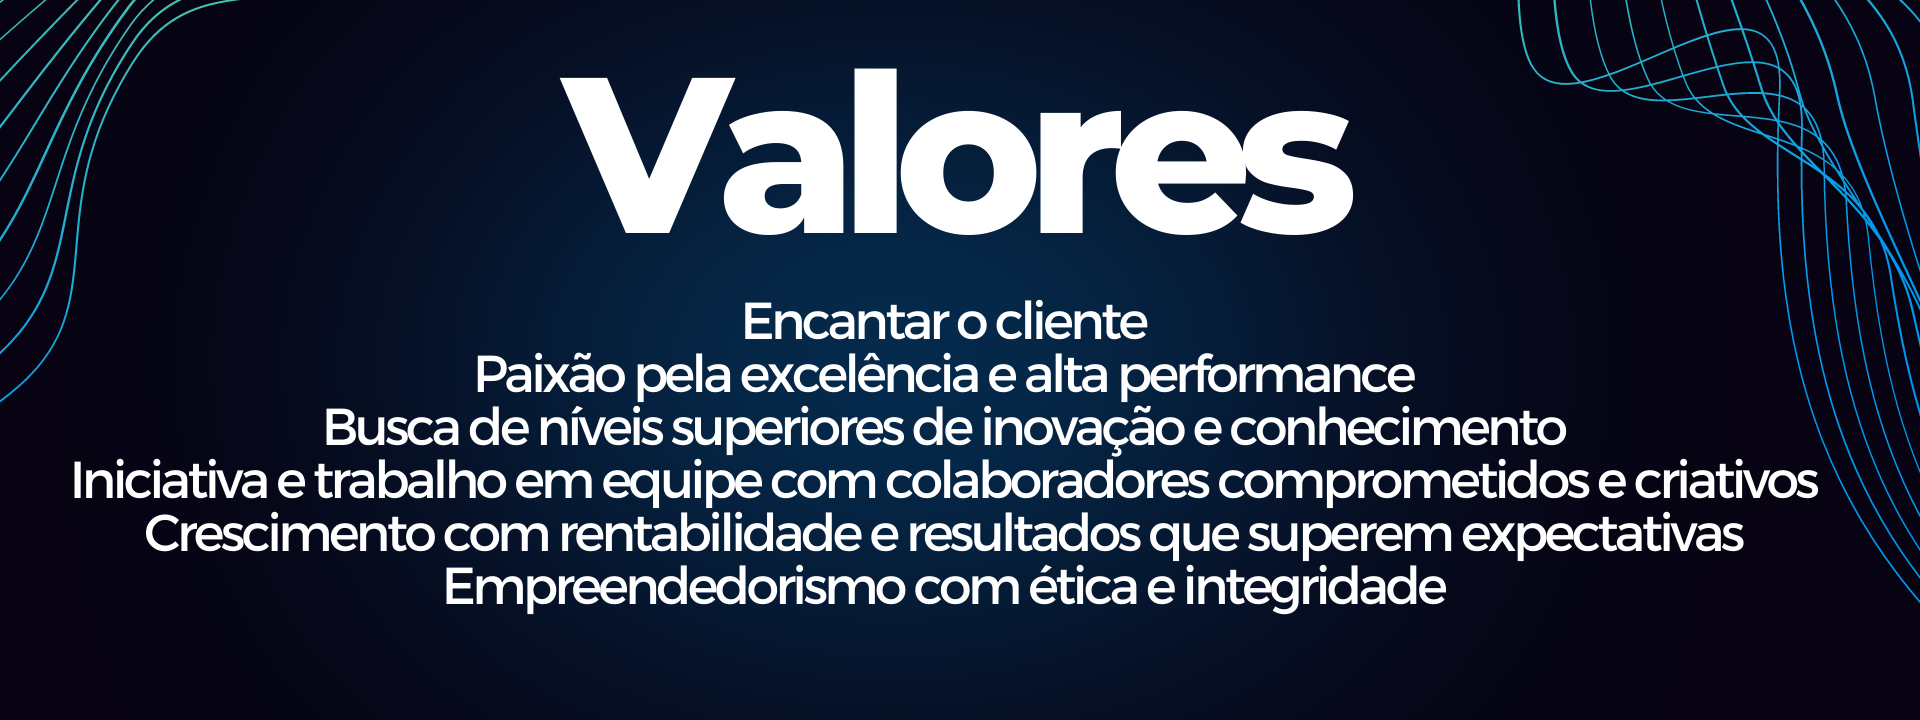 Valores
Encantar o cliente
Paixão pela excelência e alta performance
Busca de níveis superiores de inovação e conhecimento
Iniciativa e trabalho em equipe com colaboradores comprometidos e criativos
Crescimento com rentabilidade e resultados que superem expectativas
Empreendedorismo com ética e integridade